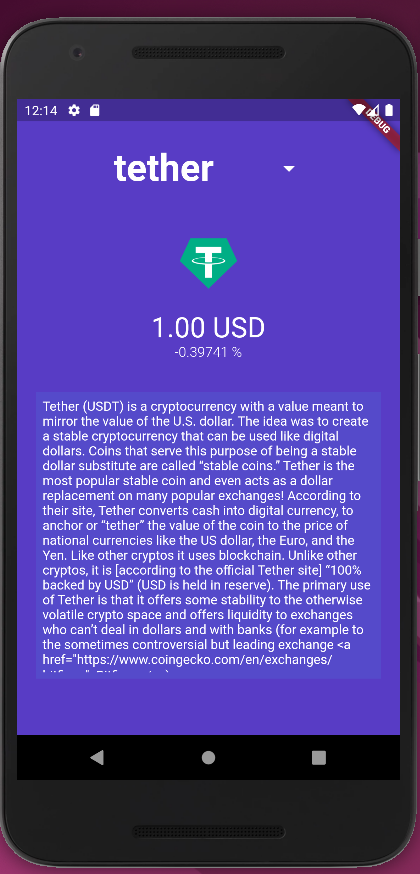 12:14
DEBUG
tether
T
1.00 USD
-0.39741 %
Tether (USDT) is a cryptocurrency with a value meant to
mirror the value of the U.S. dollar. The idea was to create
a stable cryptocurrency that can be used like digital
dollars. Coins that serve this purpose of being a stable
dollar substitute are called “stable coins.” Tether is the
most popular stable coin and even acts as a dollar
replacement on many popular exchanges! According to
their site, Tether converts cash into digital currency, to
anchor or “tether” the value of the coin to the price of
national currencies like the US dollar, the Euro, and the
Yen. Like other cryptos it uses blockchain. Unlike other
cryptos, it is [according to the official Tether site] “100%
backed by USD” (USD is held in reserve). The primary use
of Tether is that it offers some stability to the otherwise
volatile crypto space and offers liquidity to exchanges
who can’t deal in dollars and with banks (for example to
the sometimes controversial but leading exchange <a
href="https://www.coingecko.com/en/exchanges/